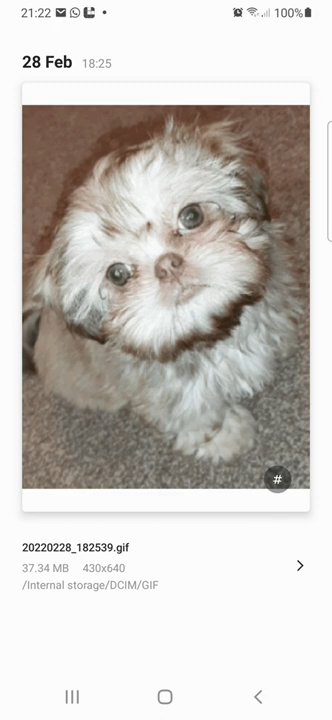 21:22
100%
28 Feb 18:25
#
20220228_182539.gif
37.34 MB 430x640
/Internal storage/DCIM/GIF